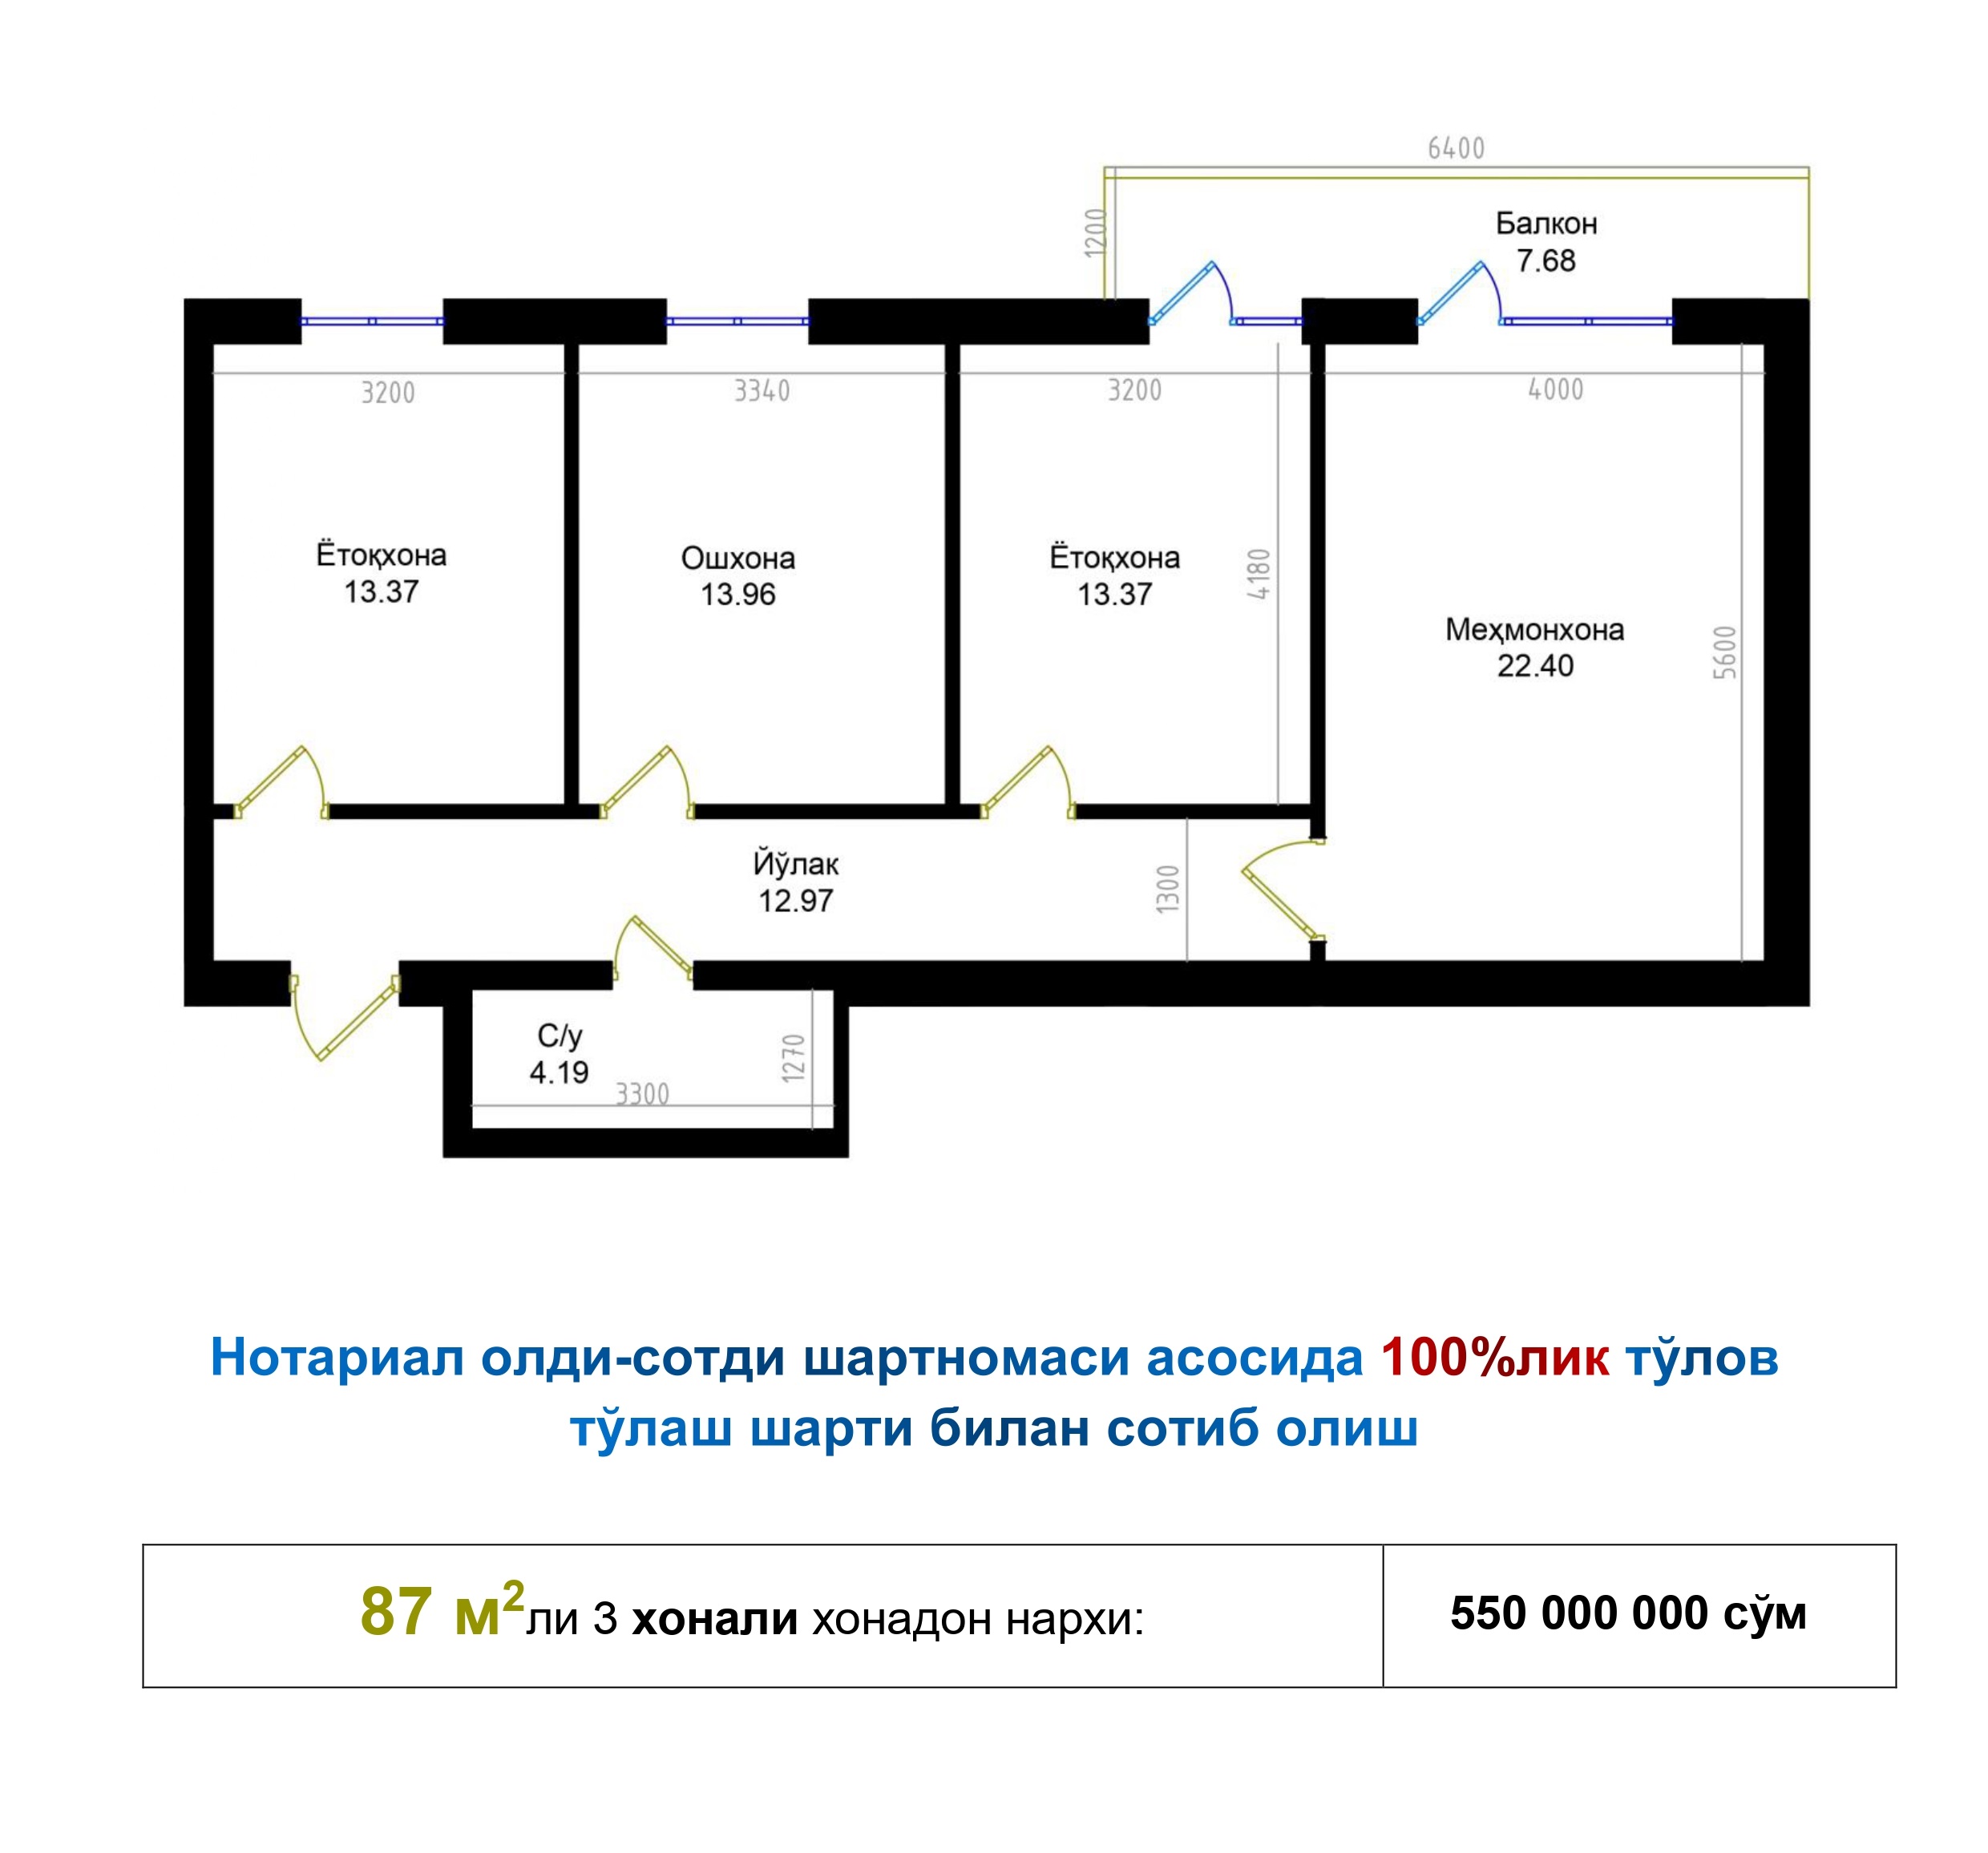 6400
1200
Балкон
7.68
3200
3340
3200
4000
Ётоқхона
13.37
Ошхона
13.96
Ётоқхона
13.37
4180
Меҳмонхона
22.40
5600
Йўлак
12.97
1300
С/у
4.19
3300
1270
Нотариал олди-сотди шартномаси асосида 100%лик тўлов
тўлаш шарти билан сотиб олиш
87 м²ли 3 хонали хонадон нархи:
550 000 000 сўм